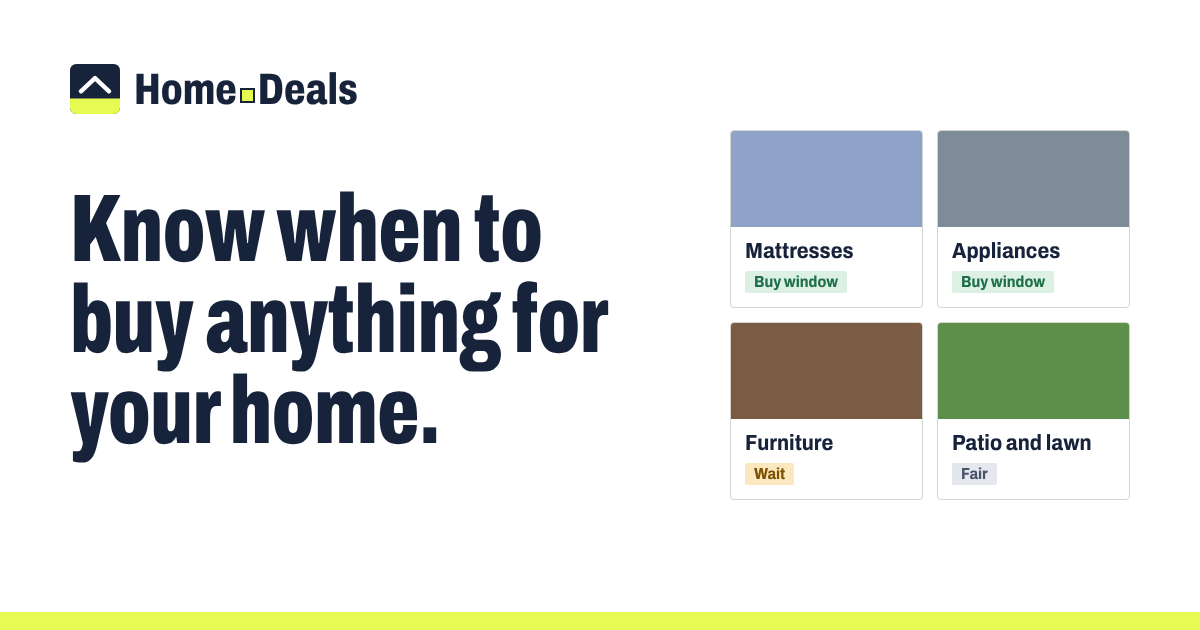 Home.Deals
Know when to
buy anything for
your home.
Mattresses
Buy window
Appliances
Buy window
Furniture
Wait
Patio and lawn
Fair